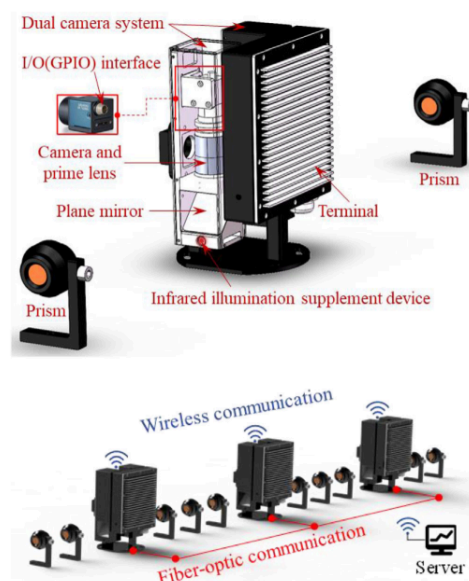 Dual camera system
I/O(GPIO) interface
Camera and
prime lens
Plane mirror
Prism
Terminal
Prism
Infrared illumination supplement device
Wireless communication
Fiber-optic communication
Server